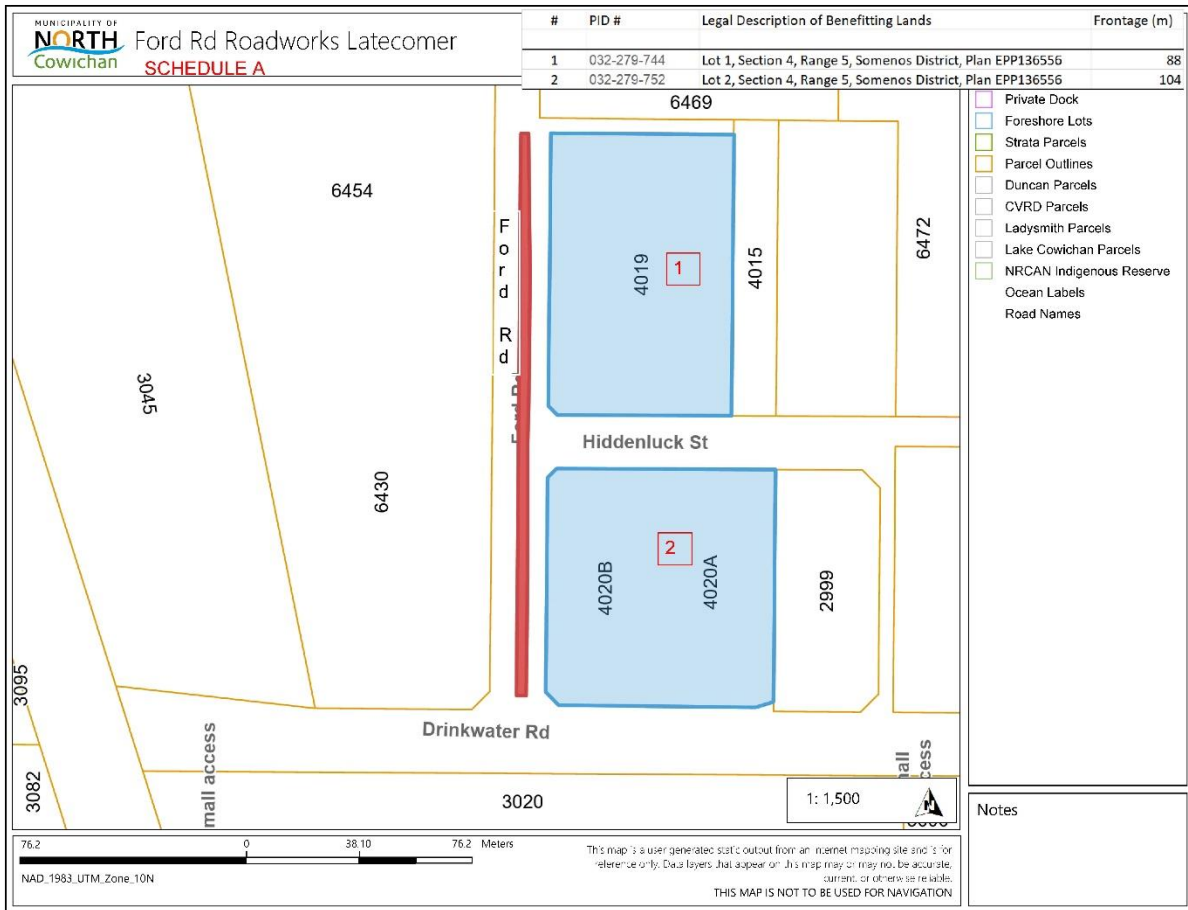 MUNICIPALITY OF
NORTH
Cowichan
Ford Rd Roadworks Latecomer
SCHEDULE A
# PID # Legal Description of Benefitting Lands Frontage (m)
1 032-279-744 Lot 1, Section 4, Range 5, Somenos District, Plan EPP136556 88
2 032-279-752 Lot 2, Section 4, Range 5, Somenos District, Plan EPP136556 104
Private Dock
Foreshore Lots
Strata Parcels
Parcel Outlines
Duncan Parcels
CVRD Parcels
Ladysmith Parcels
Lake Cowichan Parcels
NRCAN Indigenous Reserve
Ocean Labels
Road Names
6469
6454
Ford Rd
4019
1
4015
6472
3045
Ford Rd
Hiddenluck St
6430
2
4020B
4020A
2999
3095
Drinkwater Rd
mall access
3082
3020
1: 1,500
N
Notes
76.2 0 38.10 76.2 Meters
NAD_1983_UTM_Zone_10N
This map is a user generated static output from an Internet mapping site and is for
reference only. Data layers that appear on this map may or may not be accurate,
current, or otherwise reliable.
THIS MAP IS NOT TO BE USED FOR NAVIGATION